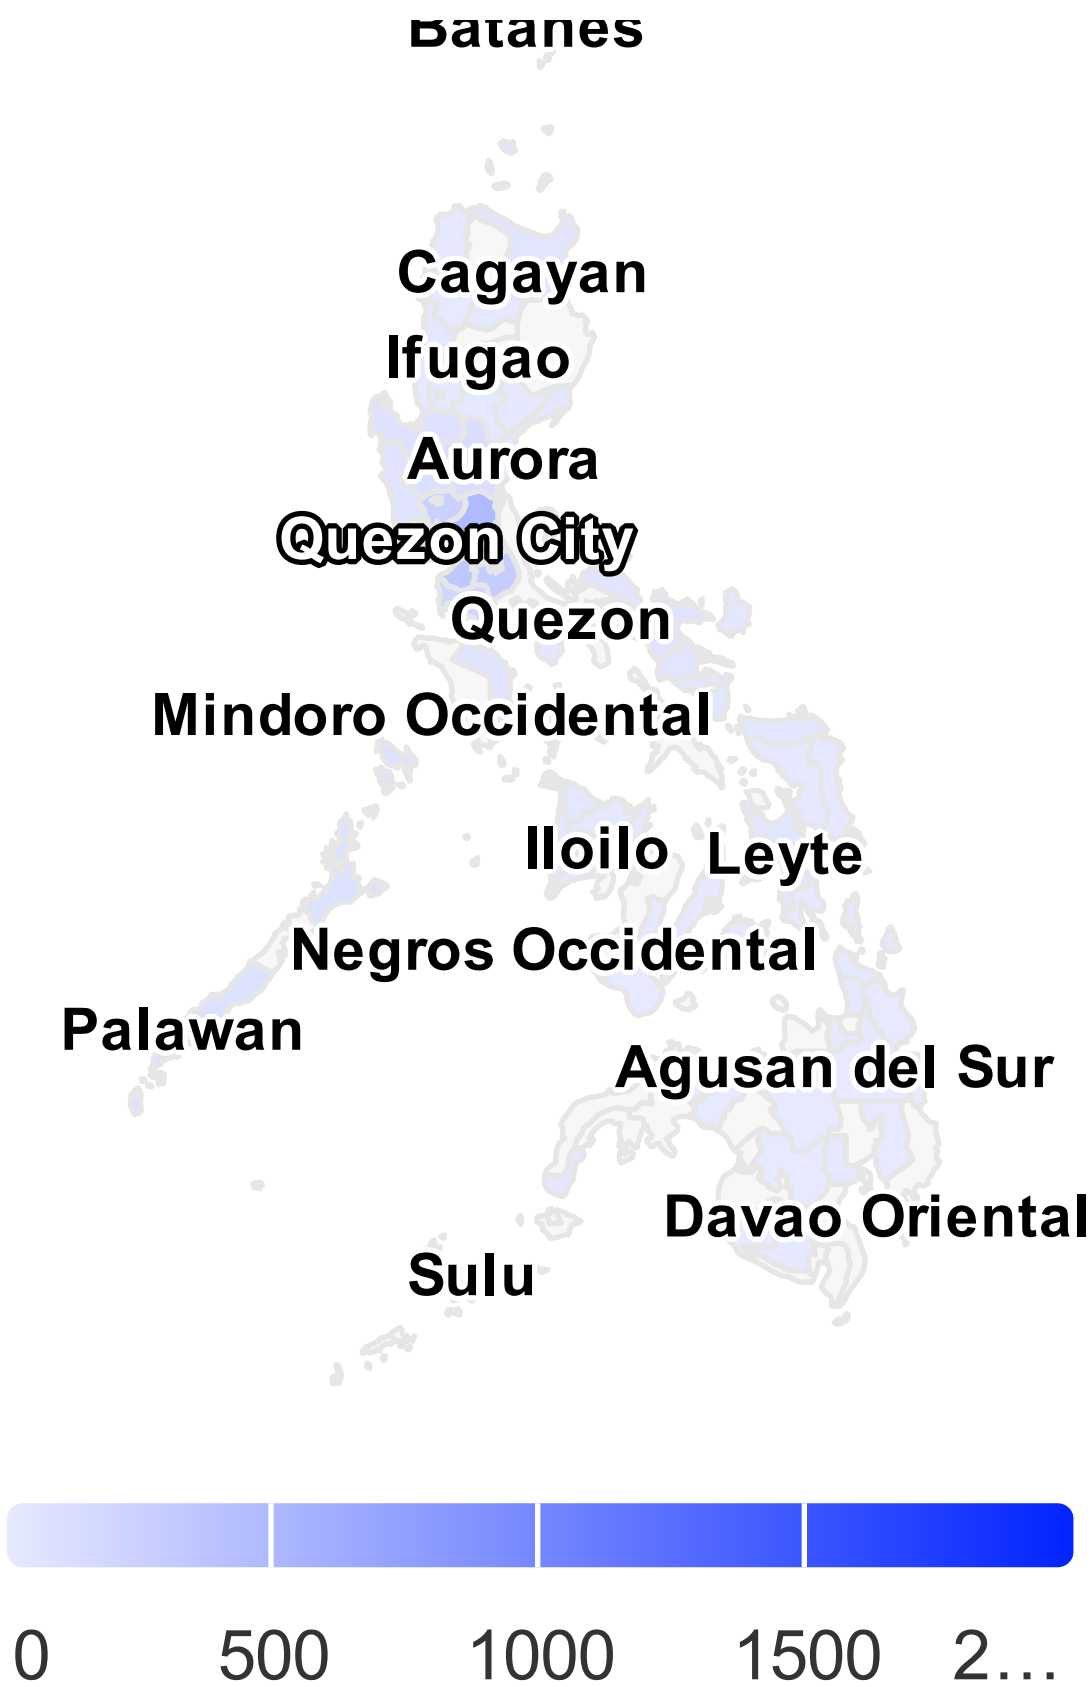 Batanes
Cagayan
Ifugao
Aurora
Quezon City
Quezon
Mindoro Occidental
Iloilo Leyte
Negros Occidental
Palawan
Agusan del Sur
Davao Oriental
Sulu
0 500 1000 1500 2…